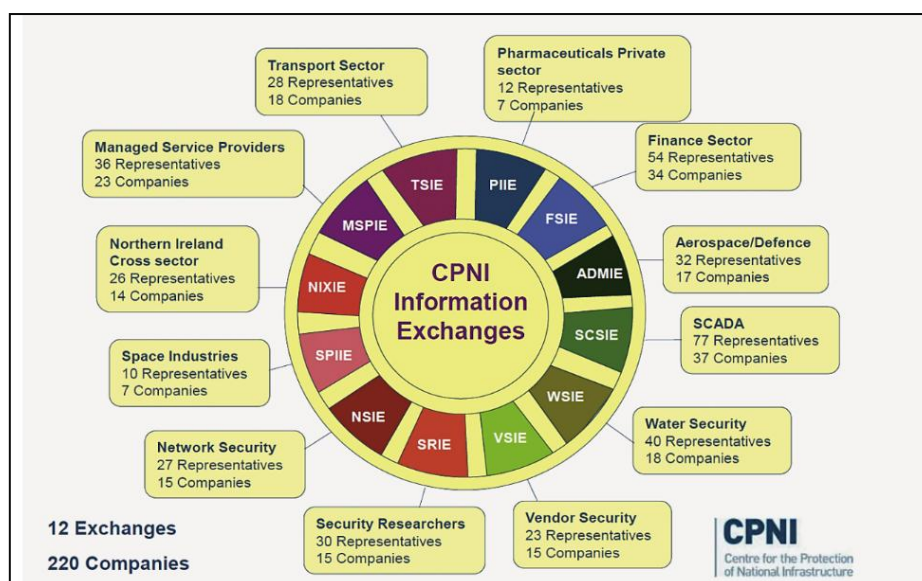 Transport Sector
28 Representatives
18 Companies
Pharmaceuticals Private
sector
12 Representatives
7 Companies
Managed Service Providers
36 Representatives
23 Companies
Finance Sector
54 Representatives
34 Companies
Northern Ireland
Cross sector
26 Representatives
14 Companies
Aerospace/Defence
32 Representatives
17 Companies
Space Industries
10 Representatives
7 Companies
SCADA
77 Representatives
37 Companies
Network Security
27 Representatives
15 Companies
Water Security
40 Representatives
18 Companies
Security Researchers
30 Representatives
15 Companies
Vendor Security
23 Representatives
15 Companies
TSIE
PIIE
FSIE
ADMIE
SCSIE
WSIE
VSIE
SRIE
NSIE
SPIIE
NIXIE
MSPIE
CPNI
Information
Exchanges
12 Exchanges
220 Companies
CPNI
Centre for the Protection
of National Infrastructure